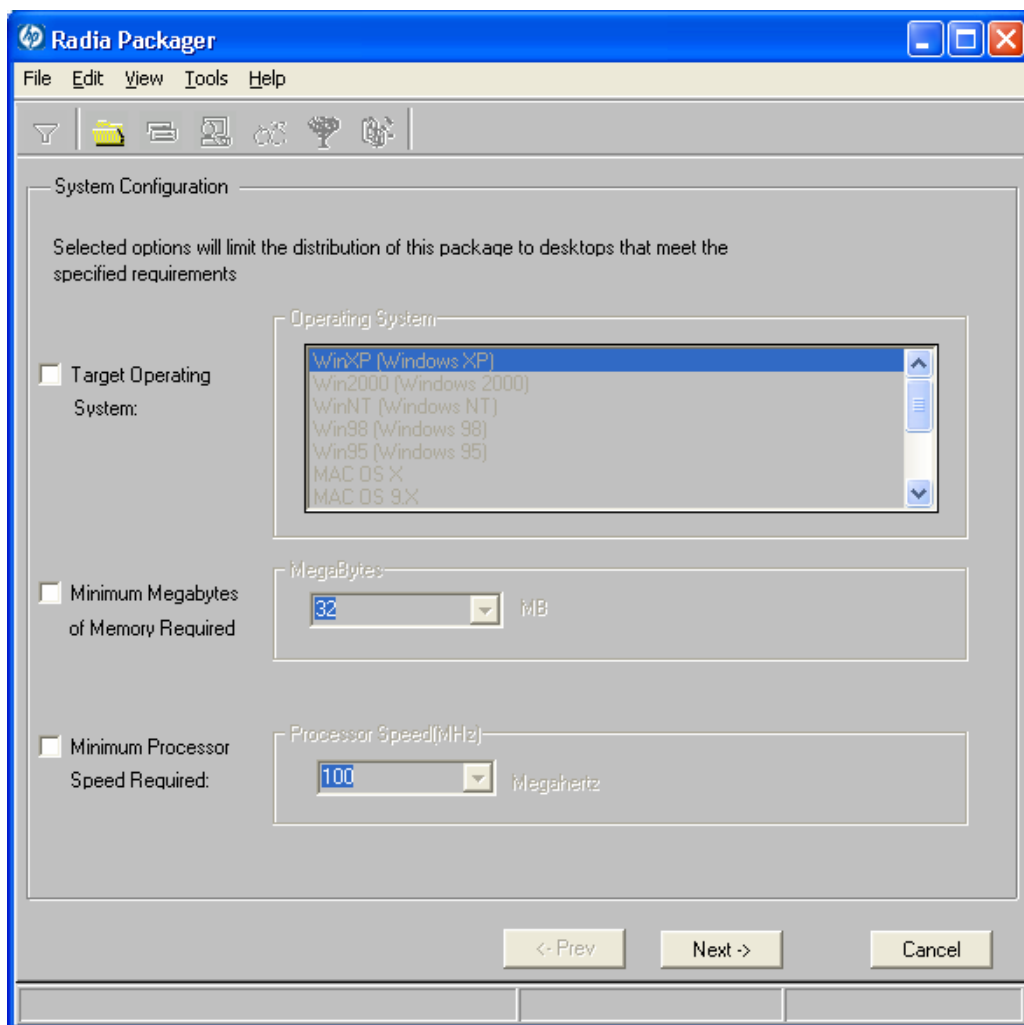 hp Radia Packager
File Edit View Tools Help
System Configuration
Selected options will limit the distribution of this package to desktops that meet the
specified requirements
Operating System
Target Operating
System:
WinXP (Windows XP)
Win2000 (Windows 2000)
WinNT (Windows NT)
Win98 (Windows 98)
Win95 (Windows 95)
MAC OS X
MAC OS 9.X
MegaBytes
Minimum Megabytes
of Memory Required
32 MB
Processor Speed(MHz)
Minimum Processor
Speed Required:
100 Megahertz
<- Prev Next -> Cancel